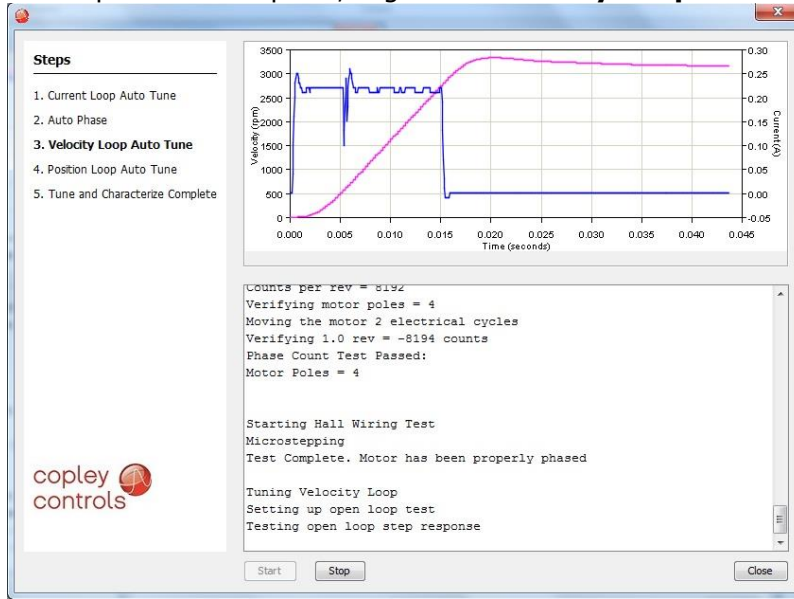 Steps
1. Current Loop Auto Tune
2. Auto Phase
3. Velocity Loop Auto Tune
4. Position Loop Auto Tune
5. Tune and Characterize Complete
copley
controls
Velocity (rpm)
3500
3000
2500
2000
1500
1000
500
0
0.30
0.25
0.20
0.15
0.10
0.05
0.00
-0.05
Current(A)
0.000 0.005 0.010 0.015 0.020 0.025 0.030 0.035 0.040 0.045
Time (seconds)
Counts per rev = 8192
Verifying motor poles = 4
Moving the motor 2 electrical cycles
Verifying 1.0 rev = -8194 counts
Phase Count Test Passed:
Motor Poles = 4
Starting Hall Wiring Test
Microstepping
Test Complete. Motor has been properly phased
Tuning Velocity Loop
Setting up open loop test
Testing open loop step response
Start Stop Close